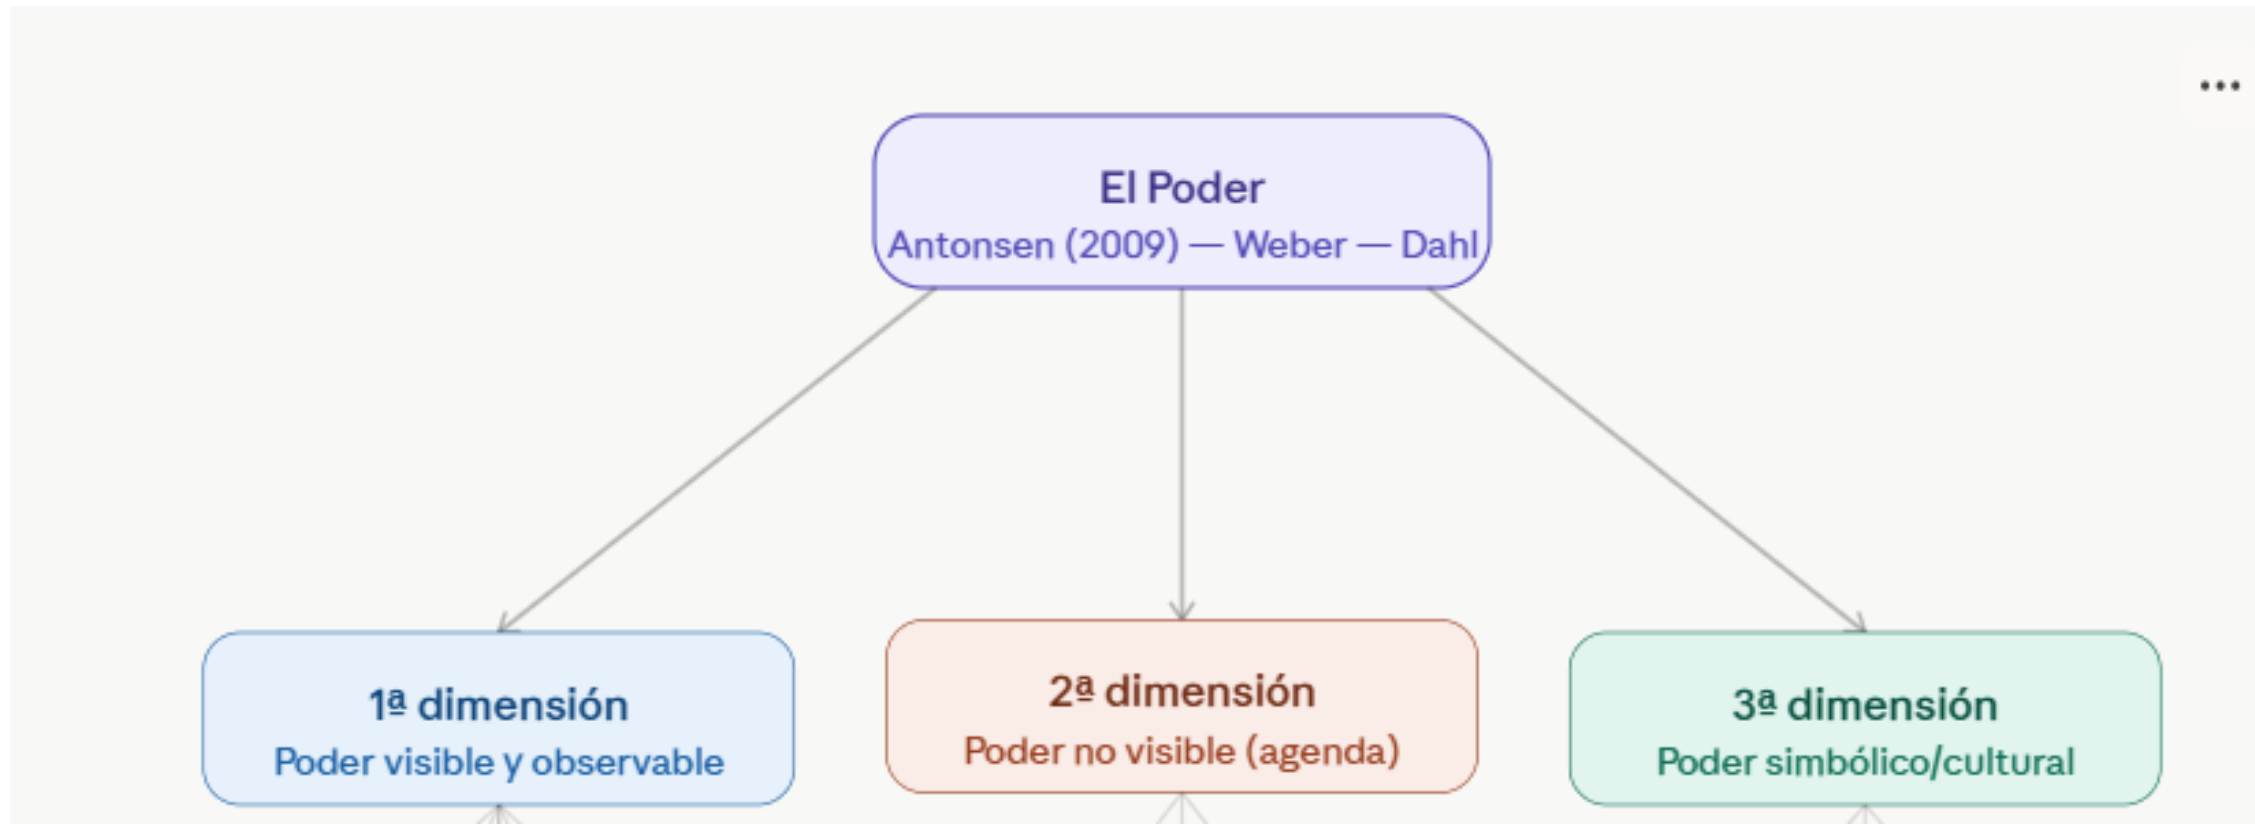 El Poder
Antonsen (2009) — Weber — Dahl
1ª dimensión
Poder visible y observable
2ª dimensión
Poder no visible (agenda)
3ª dimensión
Poder simbólico/cultural